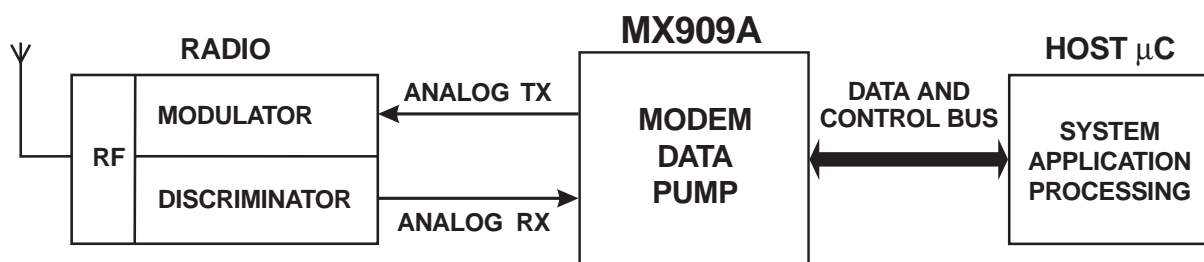 RADIO
RF
MODULATOR
DISCRIMINATOR
ANALOG TX
ANALOG RX
MX909A
MODEM
DATA
PUMP
DATA AND
CONTROL BUS
HOST μC
SYSTEM
APPLICATION
PROCESSING